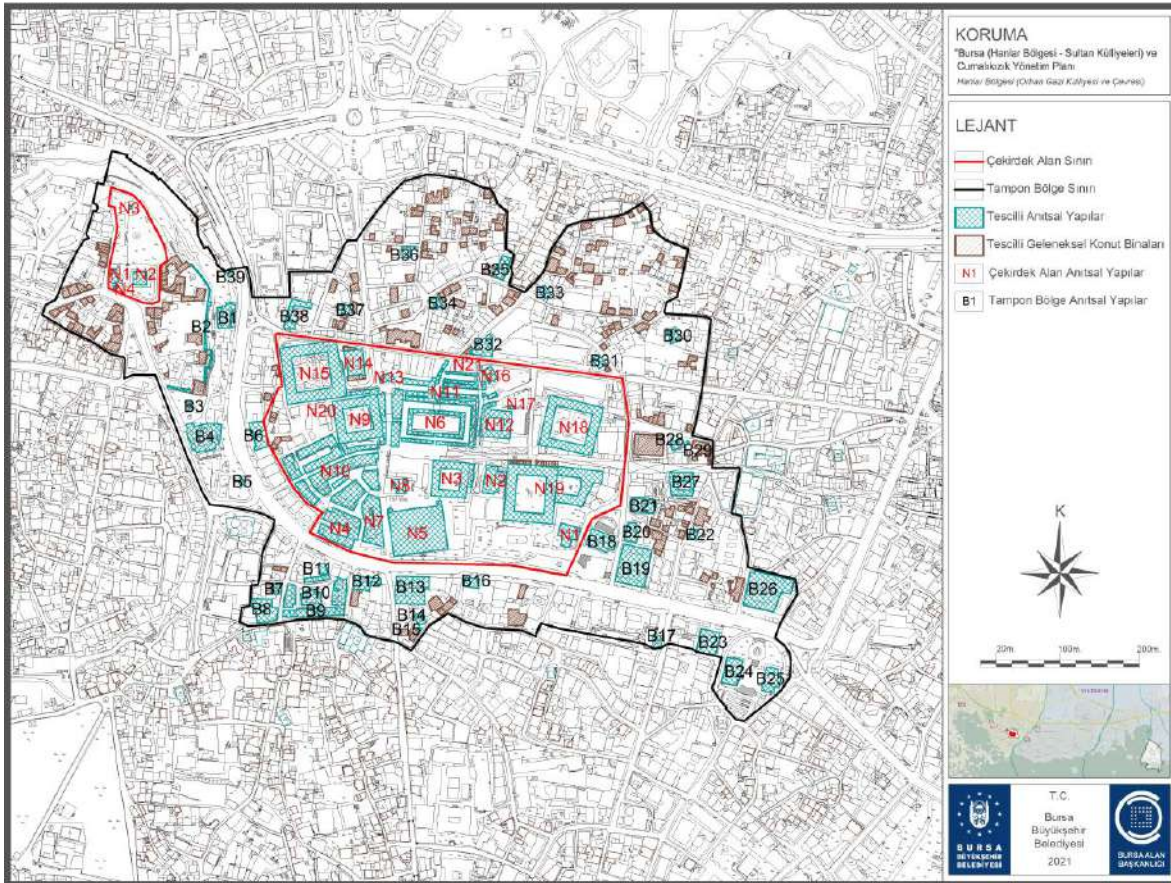 KORUMA
"Bursa (Hanlar Bölgesi - Sultan Külliyeleri) ve
Cumalıkızık Yönetim Planı
Hanlar Bölgesi (Orhan Gazi Külliyesi ve Çevresi)
LEJANT
Çekirdek Alan Sınırı
Tampon Bölge Sınırı
Tescilli Anıtsal Yapılar
Tescilli Geleneksel Konut Binaları
N1 Çekirdek Alan Anıtsal Yapılar
B1 Tampon Bölge Anıtsal Yapılar
N3
N1 N2
B39
B1
B2
B3
B4
B5
B6
B38
B37
B36
B35
B34
B33
B32
B31
B30
N15
N14
N13
N21
N16
N11
N17
N20
N9
N6
N12
N18
N10
N8
N3
N2
N19
N4
N7
N5
N1
B28
B29
B27
B21
B20
B22
B18
B19
B26
B11
B12
B13
B16
B7
B10
B8
B9
B14
B15
B17
B23
B24
B25
K
20m. 100m. 200m.
BURSA
BÜYÜKŞEHİR
BELEDİYESİ
T.C.
Bursa
Büyükşehir
Belediyesi
2021
BURSA ALAN
BAŞKANLIĞI